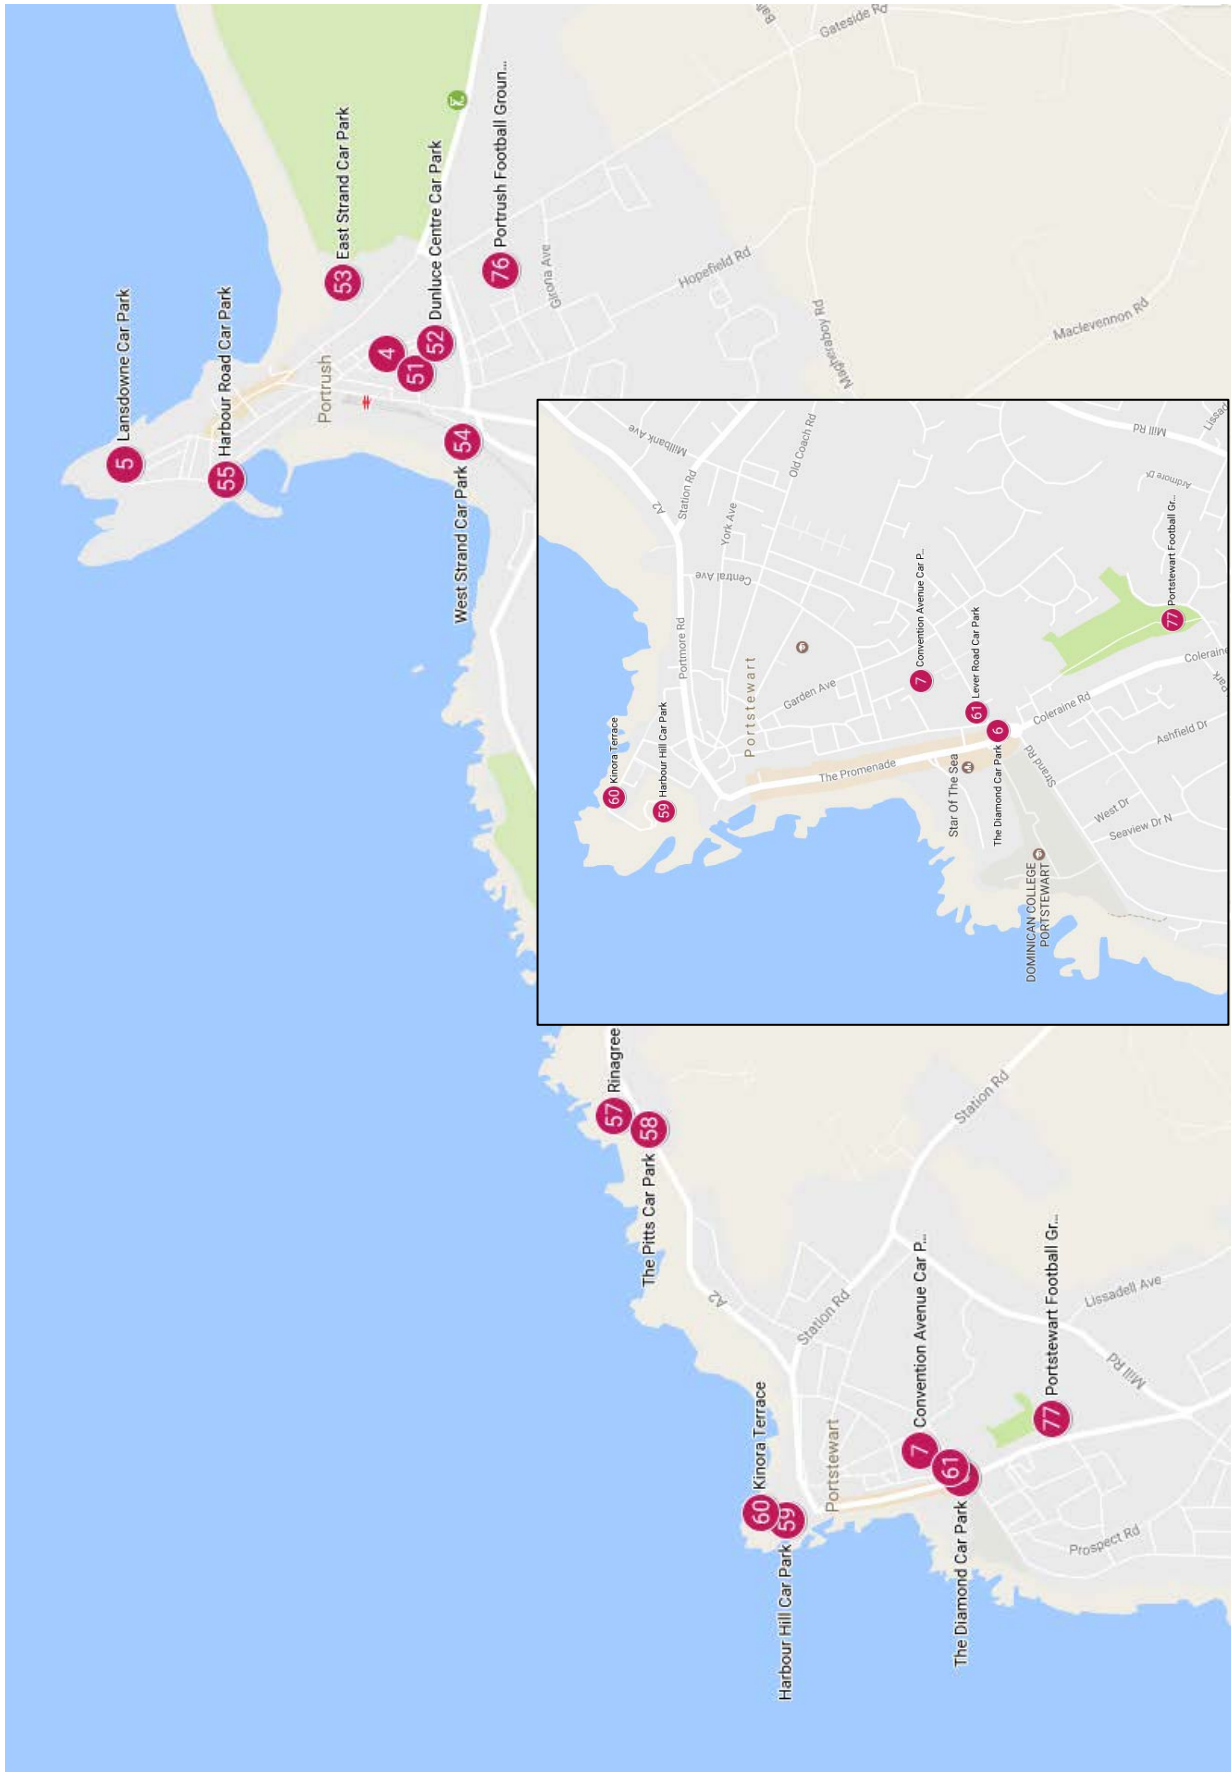 5 Lansdowne Car Park
55 Harbour Road Car Park
Portrush
53 East Strand Car Park
4
51
52 Dunluce Centre Car Park
54
West Strand Car Park
76 Portrush Football Groun...
Girona Ave
Hopefield Rd
Gateside Rd
Magheraboy Rd
Maclevennon Rd
57 Rinagree
58
The Pitts Car Park
A2
Station Rd
Station Rd
60 Kinora Terrace
59
Harbour Hill Car Park
Portstewart
7 Convention Avenue Car P...
61
The Diamond Car Park
77 Portstewart Football Gr...
Lissadell Ave
Mill Rd
Prospect Rd
60 Kinora Terrace
59 Harbour Hill Car Park
A2
Station Rd
Millbank Ave
Portmore Rd
Central Ave
York Ave
Old Coach Rd
Portstewart
Garden Ave
The Promenade
7 Convention Avenue Car P...
61 Lever Road Car Park
6
The Diamond Car Park
Star Of The Sea
Strand Rd
Coleraine Rd
West Dr
Seaview Dr N
Ashfield Dr
DOMINICAN COLLEGE
PORTSTEWART
77 Portstewart Football Gr...
Ardmore Dr
Mill Rd
Lissad
Coleraine
Park